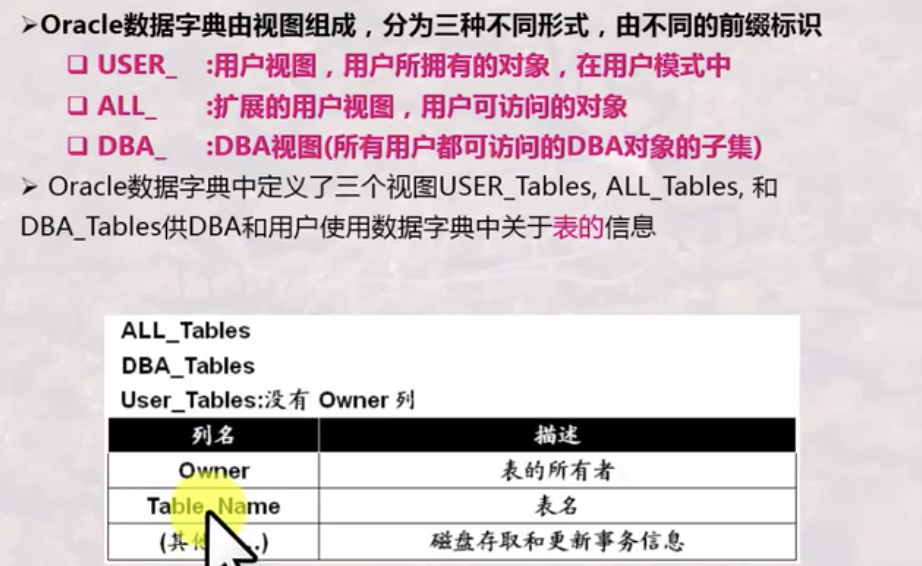 ➢Oracle数据字典由视图组成，分为三种不同形式，由不同的前缀标识
❑ USER_ :用户视图，用户所拥有的对象，在用户模式中
❑ ALL_ :扩展的用户视图，用户可访问的对象
❑ DBA_ :DBA视图(所有用户都可访问的DBA对象的子集)
➢ Oracle数据字典中定义了三个视图USER_Tables, ALL_Tables, 和
DBA_Tables供DBA和用户使用数据字典中关于表的信息
ALL_Tables
DBA_Tables
User_Tables:没有 Owner 列
列名 描述
Owner 表的所有者
Table_Name 表名
(其他 ..) 磁盘存取和更新事务信息